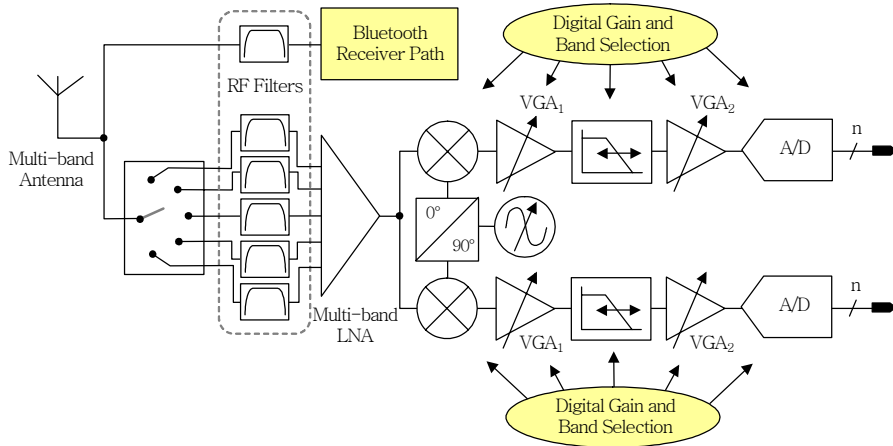 Bluetooth
Receiver Path
Digital Gain and
Band Selection
RF Filters
Multi-band
Antenna
VGA1
VGA2
A/D
n
0°
90°
Multi-band
LNA
VGA1
VGA2
A/D
n
Digital Gain and
Band Selection